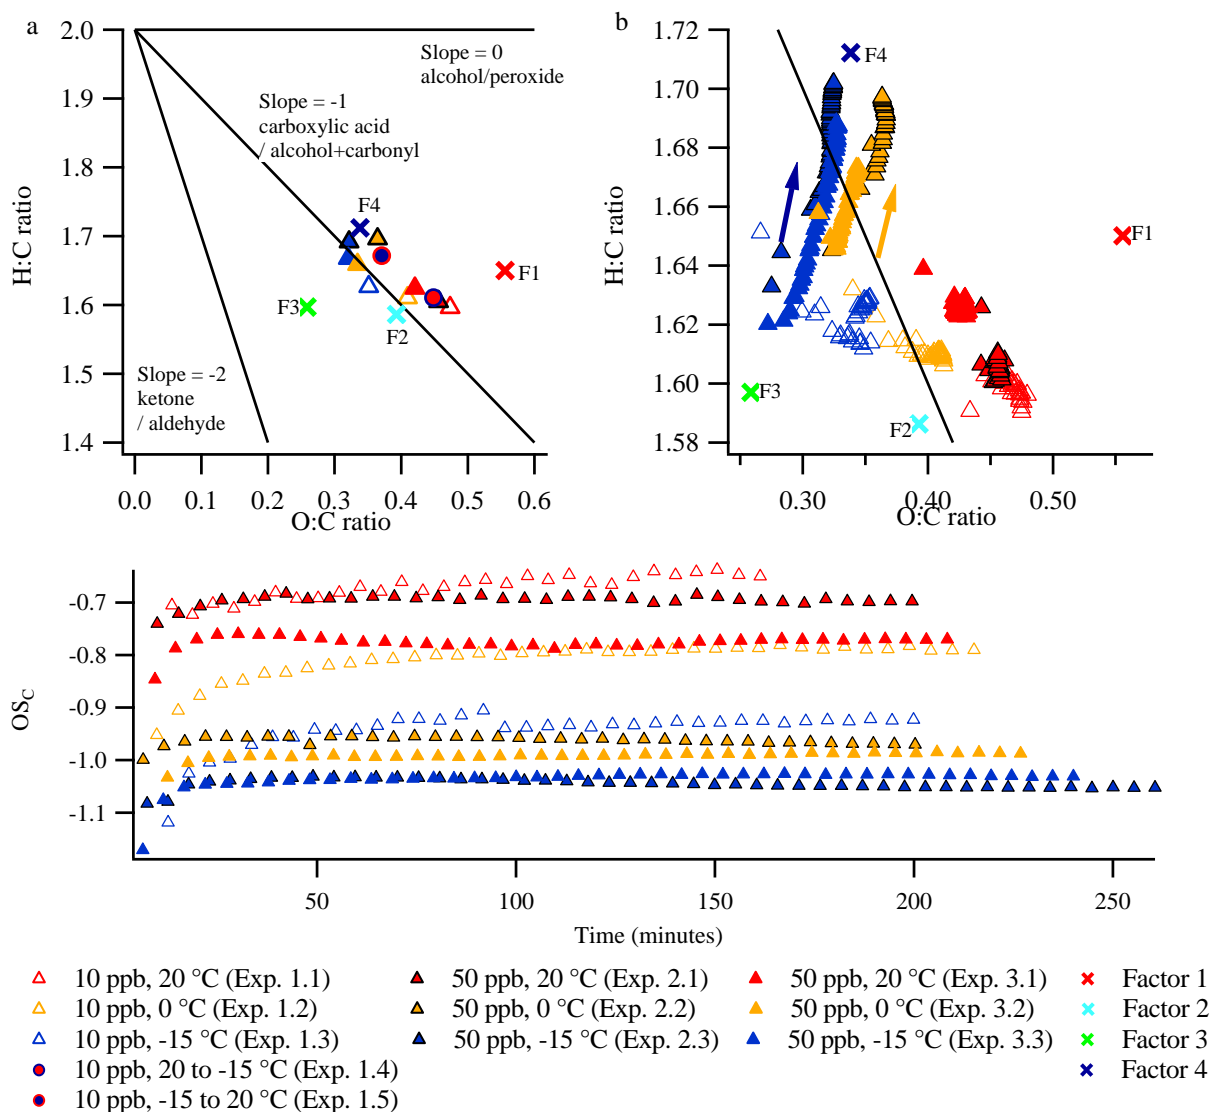 a
2.0
1.9
1.8
1.7
1.6
1.5
1.4
H:C ratio
Slope = 0
alcohol/peroxide
Slope = -1
carboxylic acid
/ alcohol+carbonyl
Slope = -2
ketone
/ aldehyde
F4
F1
F3
F2
0.0 0.1 0.2 0.3 0.4 0.5 0.6
O:C ratio
b
1.72
1.70
1.68
1.66
1.64
1.62
1.60
1.58
H:C ratio
F4
F1
F3
F2
0.30 0.40 0.50
O:C ratio
-0.7
-0.8
-0.9
-1.0
-1.1
OSC
50 100 150 200 250
Time (minutes)
10 ppb, 20 °C (Exp. 1.1)
10 ppb, 0 °C (Exp. 1.2)
10 ppb, -15 °C (Exp. 1.3)
10 ppb, 20 to -15 °C (Exp. 1.4)
10 ppb, -15 to 20 °C (Exp. 1.5)
50 ppb, 20 °C (Exp. 2.1)
50 ppb, 0 °C (Exp. 2.2)
50 ppb, -15 °C (Exp. 2.3)
50 ppb, 20 °C (Exp. 3.1)
50 ppb, 0 °C (Exp. 3.2)
50 ppb, -15 °C (Exp. 3.3)
Factor 1
Factor 2
Factor 3
Factor 4